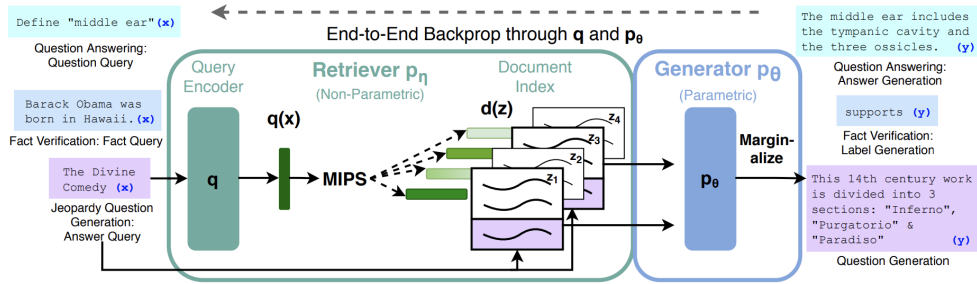 Define "middle ear" (x)
Question Answering:
Question Query
Barack Obama was
born in Hawaii. (x)
Fact Verification: Fact Query
The Divine
Comedy (x)
Jeopardy Question
Generation:
Answer Query
End-to-End Backprop through q and pθ
Query
Encoder
q
Retriever pη
(Non-Parametric)
q(x)
MIPS
Document
Index
d(z)
z4
z3
z2
z1
Generator pθ
(Parametric)
pθ
Margin-
alize
The middle ear includes
the tympanic cavity and
the three ossicles. (y)
Question Answering:
Answer Generation
supports (y)
Fact Verification:
Label Generation
This 14th century work
is divided into 3
sections: "Inferno",
"Purgatorio" &
"Paradiso" (y)
Question Generation